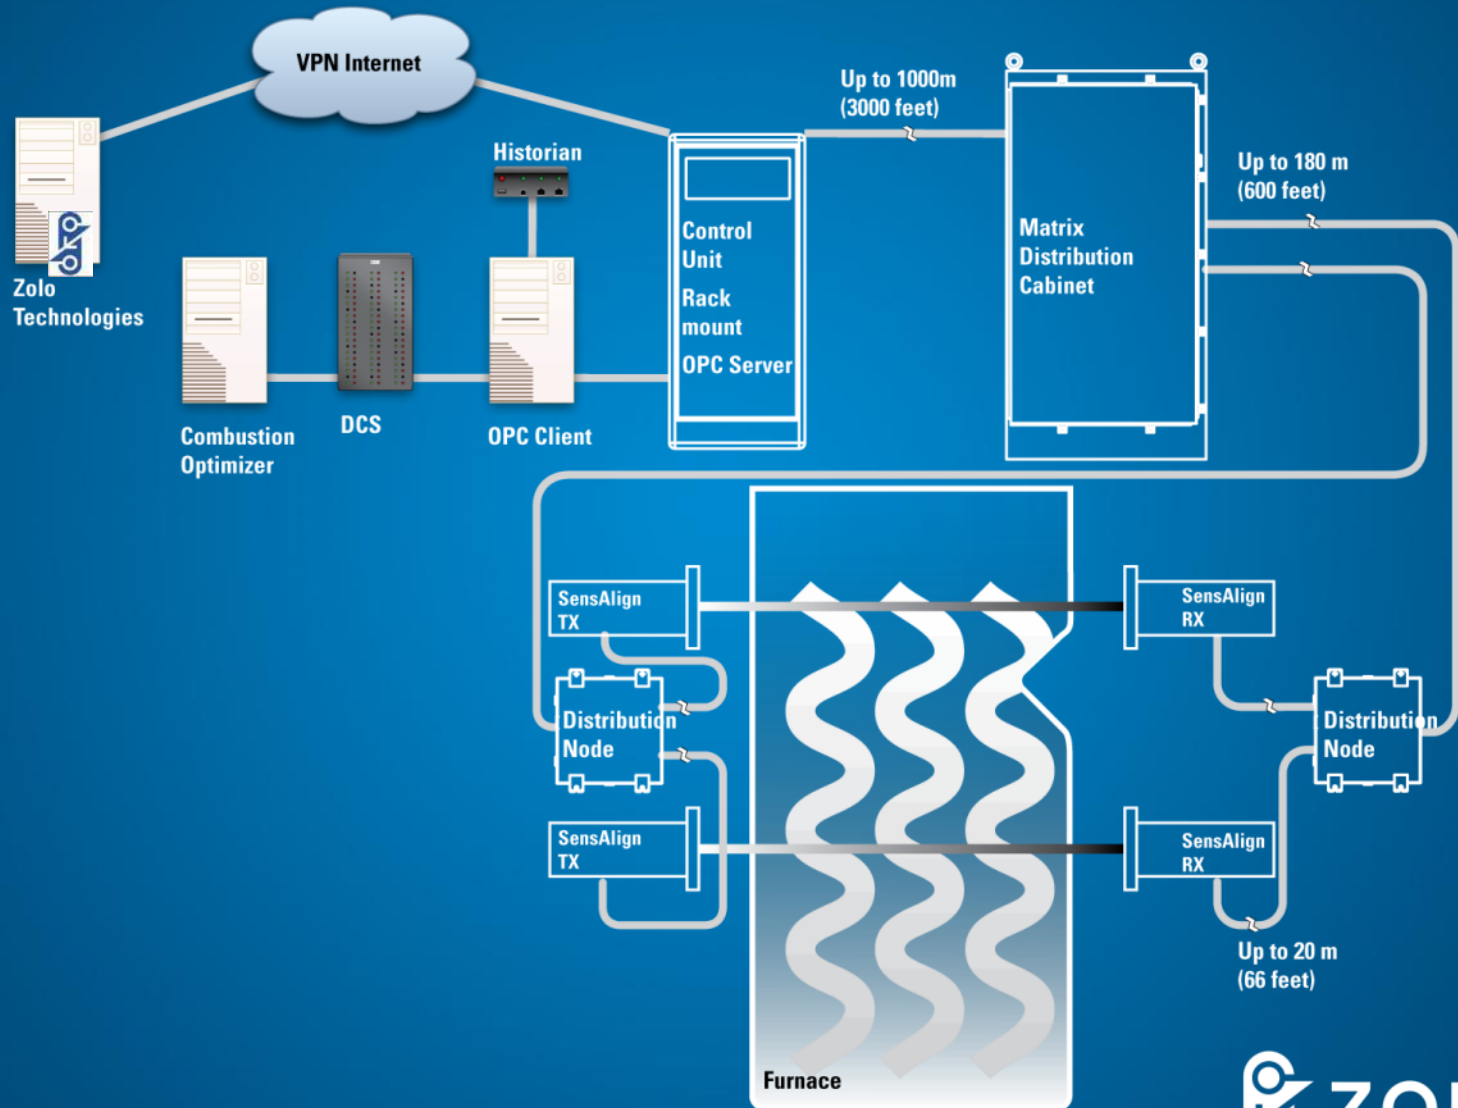 VPN Internet
Up to 1000m
(3000 feet)
Historian
Up to 180 m
(600 feet)
Zolo
Technologies
Control
Unit
Rack
mount
OPC Server
Matrix
Distribution
Cabinet
Combustion
Optimizer
DCS
OPC Client
SensAlign
TX
SensAlign
RX
Distribution
Node
Distribution
Node
SensAlign
TX
SensAlign
RX
Up to 20 m
(66 feet)
Furnace